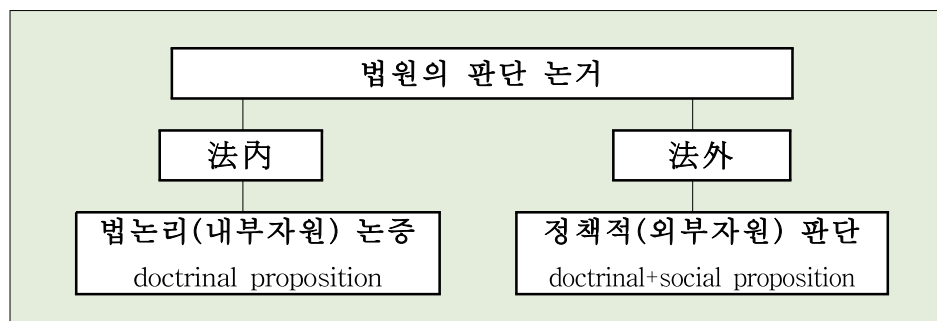 법원의 판단 논거
法內
法外
법논리(내부자원) 논증
doctrinal proposition
정책적(외부자원) 판단
doctrinal+social proposition